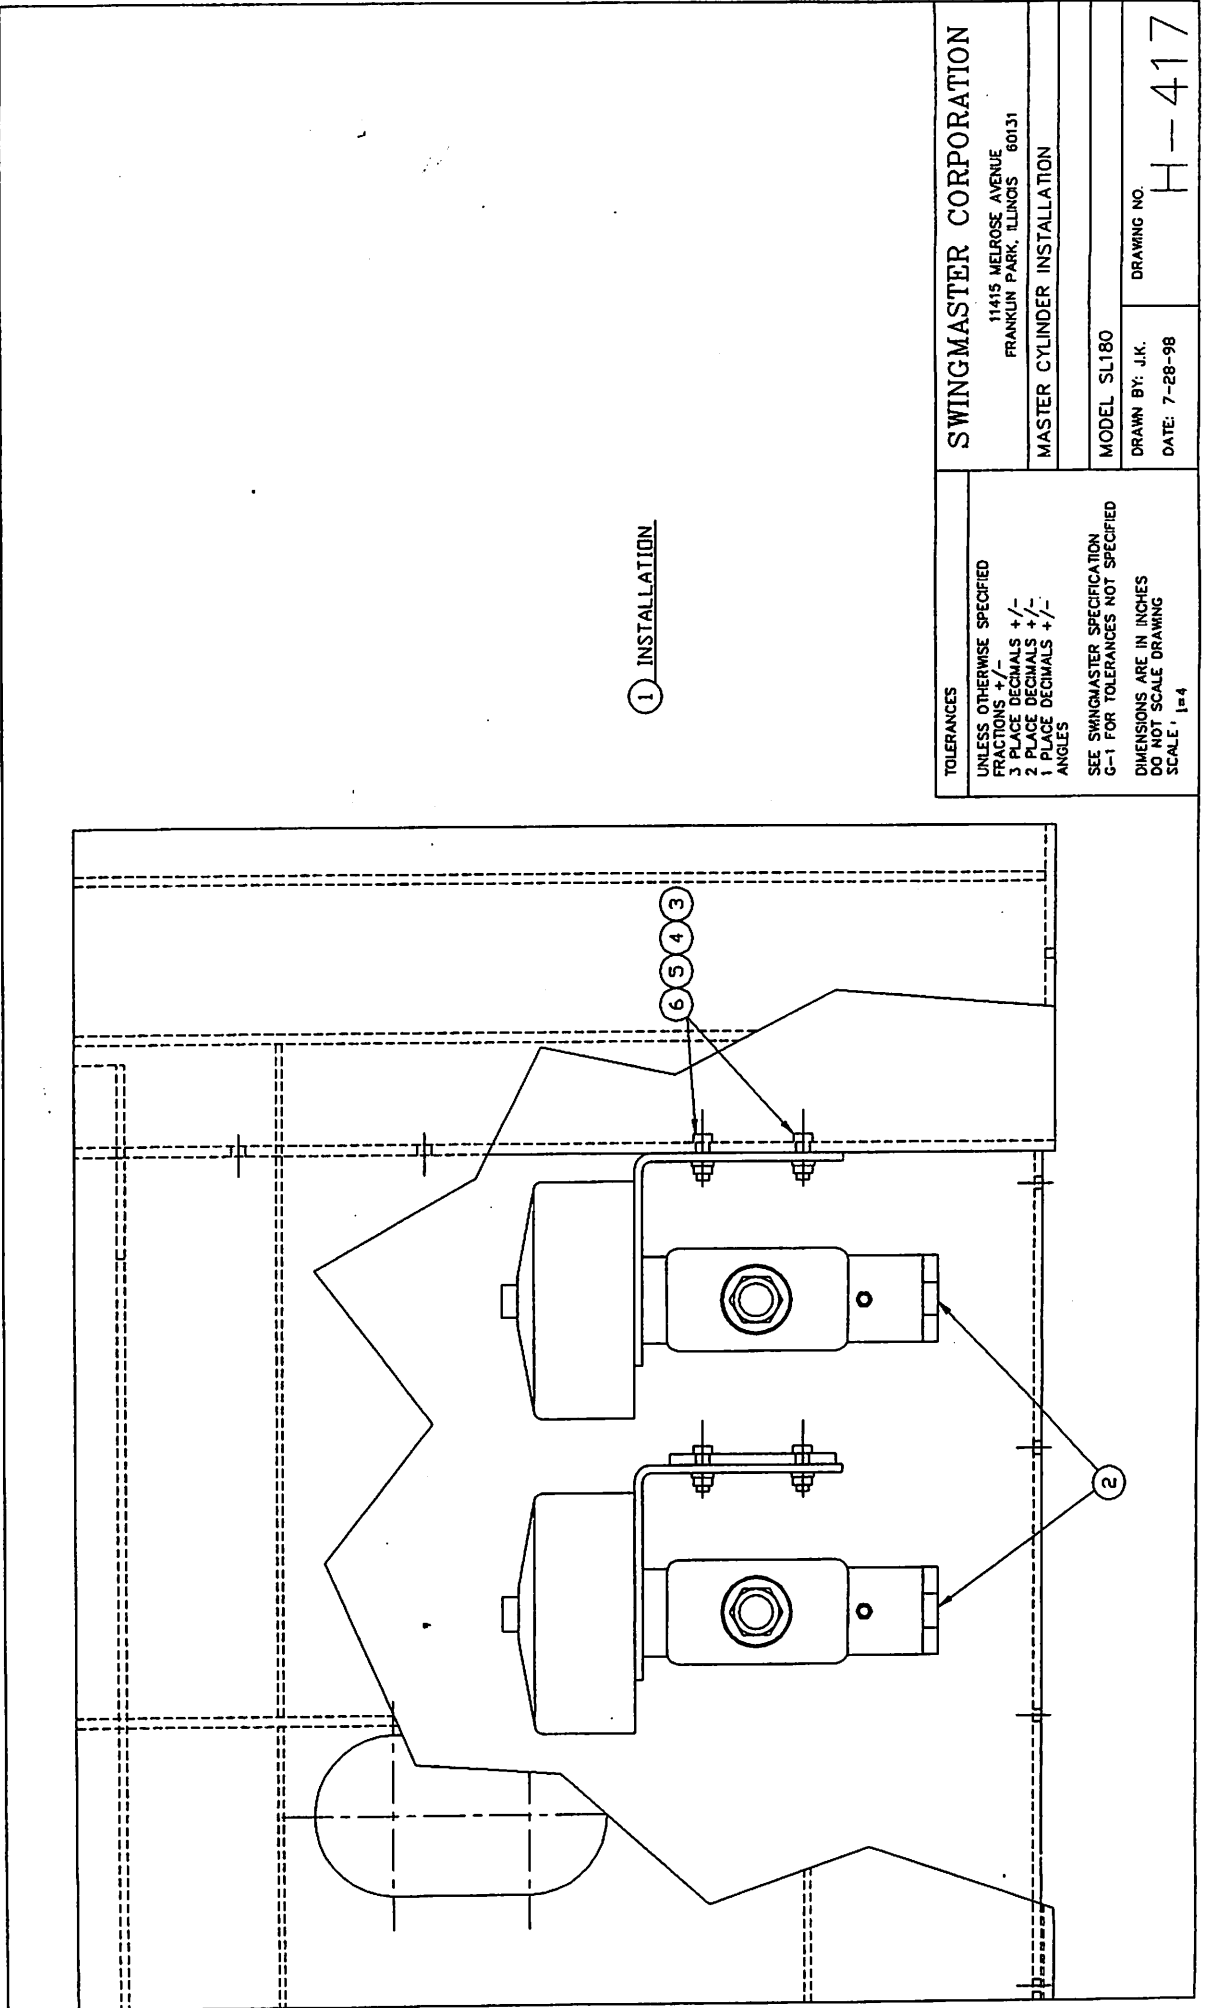 6 5 4 3
2
1 INSTALLATION
TOLERANCES
UNLESS OTHERWISE SPECIFIED
FRACTIONS +/-
3 PLACE DECIMALS +/-
2 PLACE DECIMALS +/-
1 PLACE DECIMALS +/-
ANGLES
SEE SWINGMASTER SPECIFICATION
G-1 FOR TOLERANCES NOT SPECIFIED
DIMENSIONS ARE IN INCHES
DO NOT SCALE DRAWING
SCALE: 1=4
SWINGMASTER CORPORATION
11415 MELROSE AVENUE
FRANKLIN PARK, ILLINOIS 60131
MASTER CYLINDER INSTALLATION
MODEL SL180
DRAWN BY: J.K.
DATE: 7-28-98
DRAWING NO.
H-417